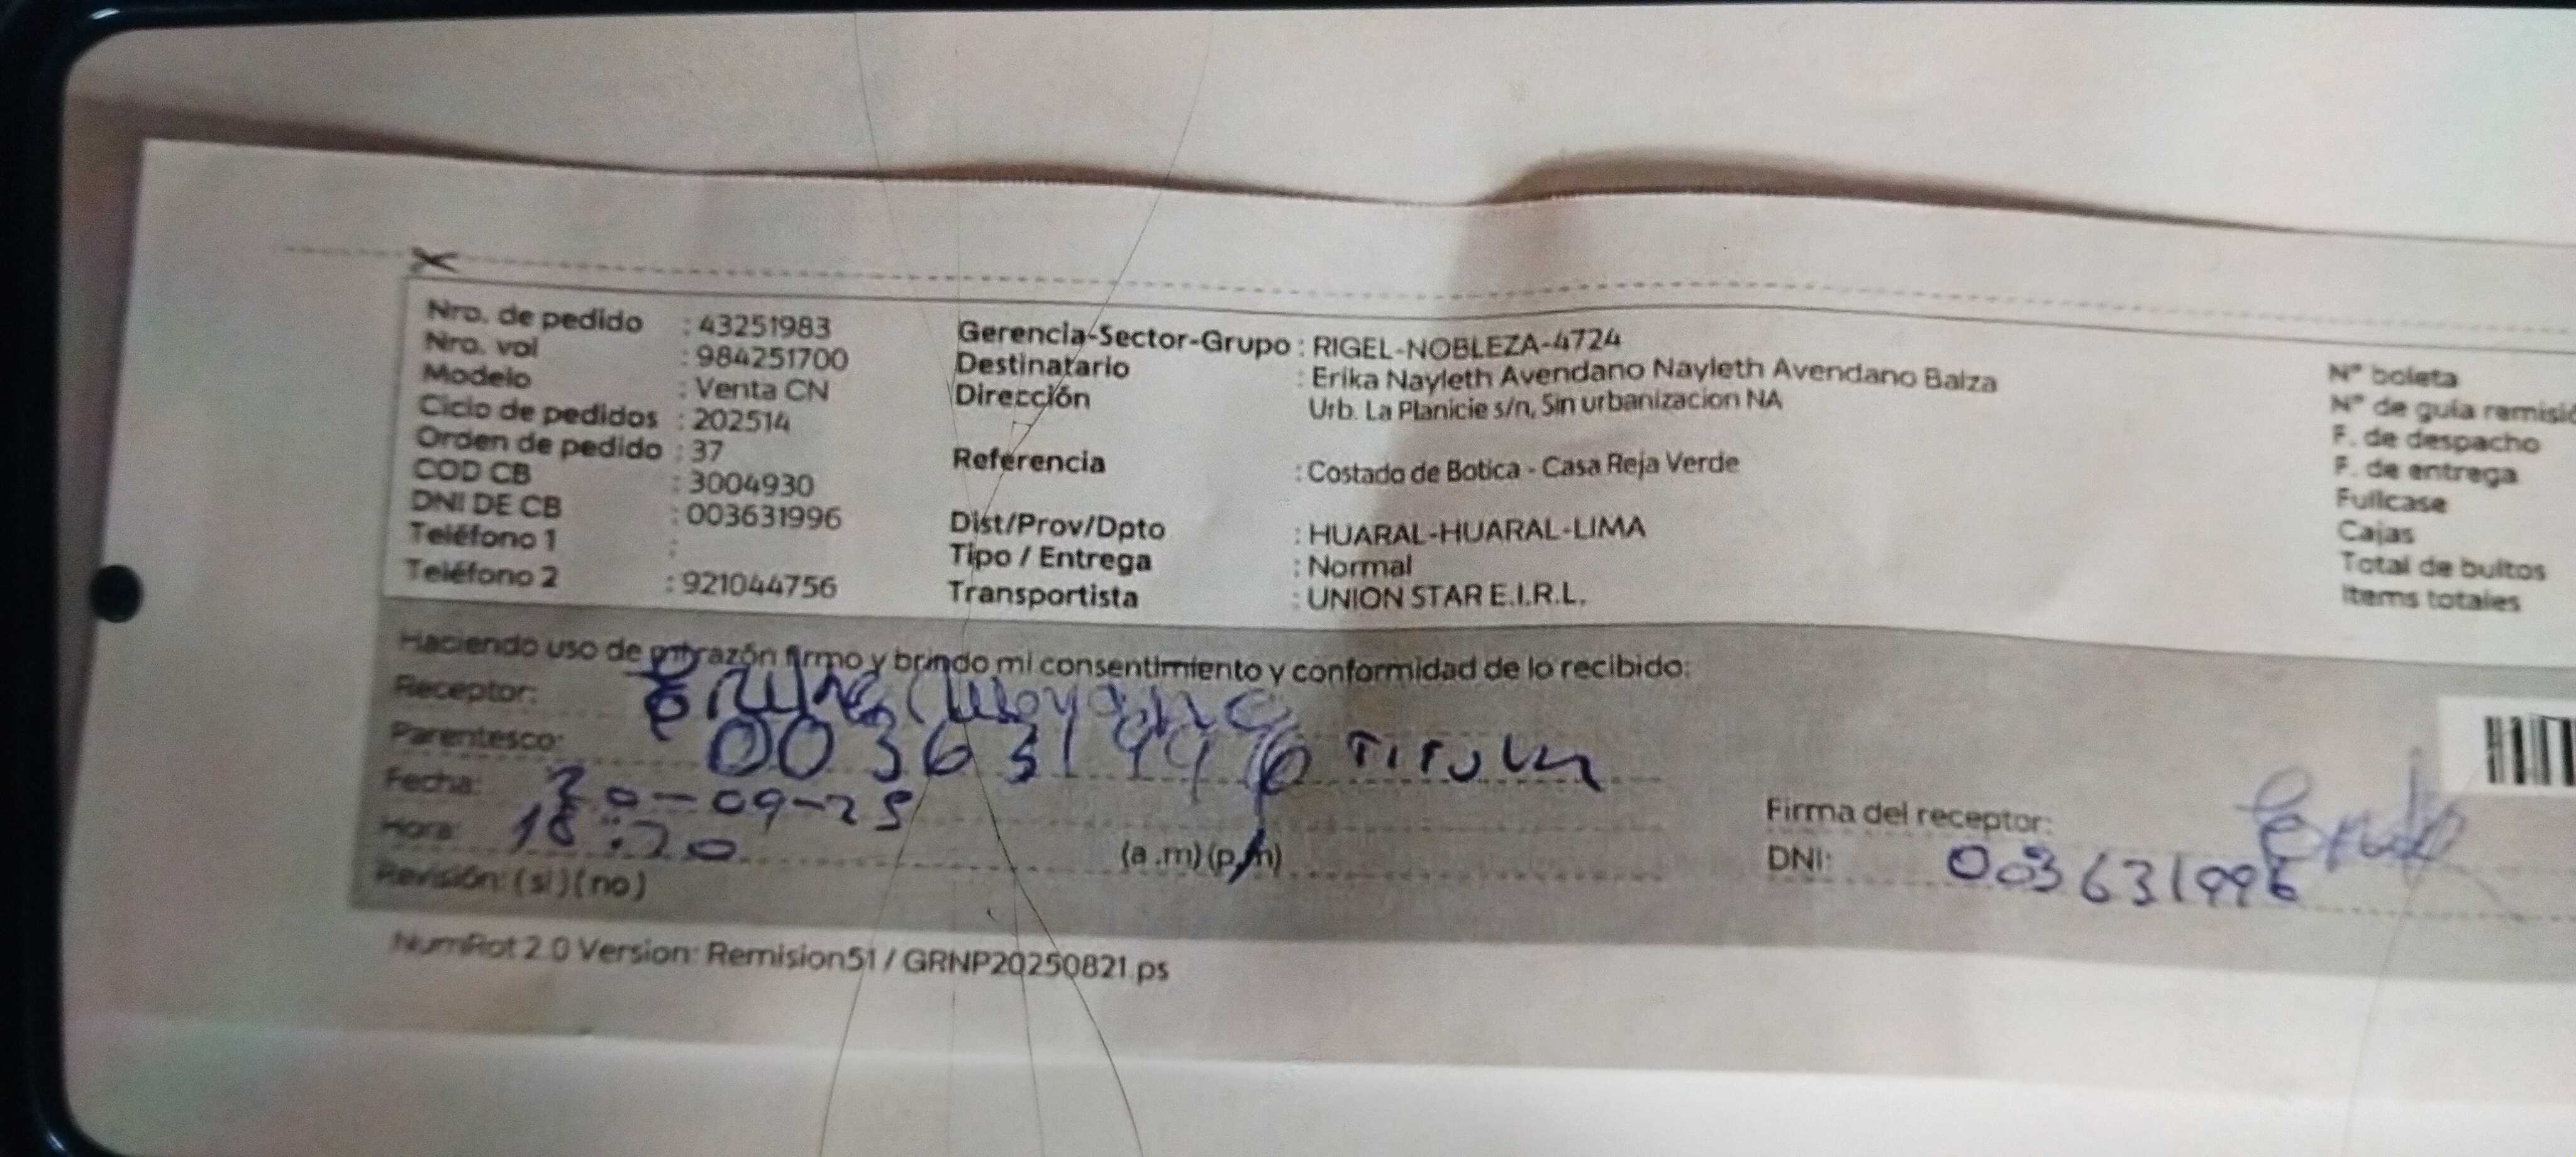 Nro. de pedido : 43251983
Nro. vol : 984251700
Modelo : Venta CN
Ciclo de pedidos : 202514
Orden de pedido : 37
COD CB : 3004930
DNI DE CB : 003631996
Teléfono 1 :
Teléfono 2 : 921044756
Gerencia-Sector-Grupo : RIGEL-NOBLEZA-4724
Destinatario : Erika Nayleth Avendano Nayleth Avendano Balza
Dirección Urb. La Planicie s/n, Sin urbanizacion NA
Referencia : Costado de Botica - Casa Reja Verde
Dist/Prov/Dpto : HUARAL-HUARAL-LIMA
Tipo / Entrega : Normal
Transportista : UNION STAR E.I.R.L.
N° boleta
N° de guía remisió
F. de despacho
F. de entrega
Fullcase
Cajas
Total de bultos
Items totales
Haciendo uso de mi razón firmo y brindo mi consentimiento y conformidad de lo recibido:
Receptor:
Parentesco: 003631996 TITULAR
Fecha: 20-09-25
Hora: 18:20 (a.m)(p.m)
Revisión: (si)(no)
Firma del receptor:
DNI: 003631996
NumRot 2.0 Version: Remision51 / GRNP20250821.ps